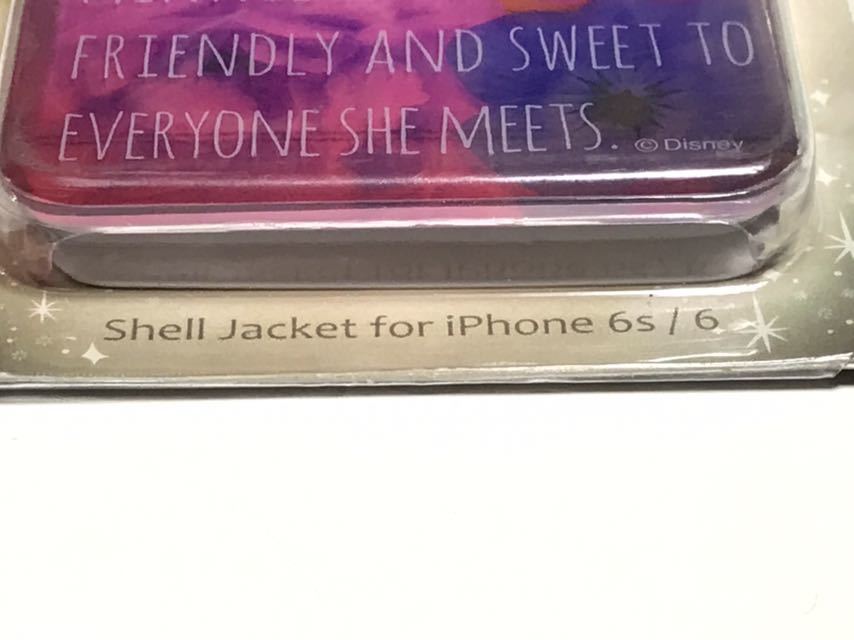 FRIENDLY AND SWEET TO
EVERYONE SHE MEETS. ©Disney
Shell Jacket for iPhone 6s / 6